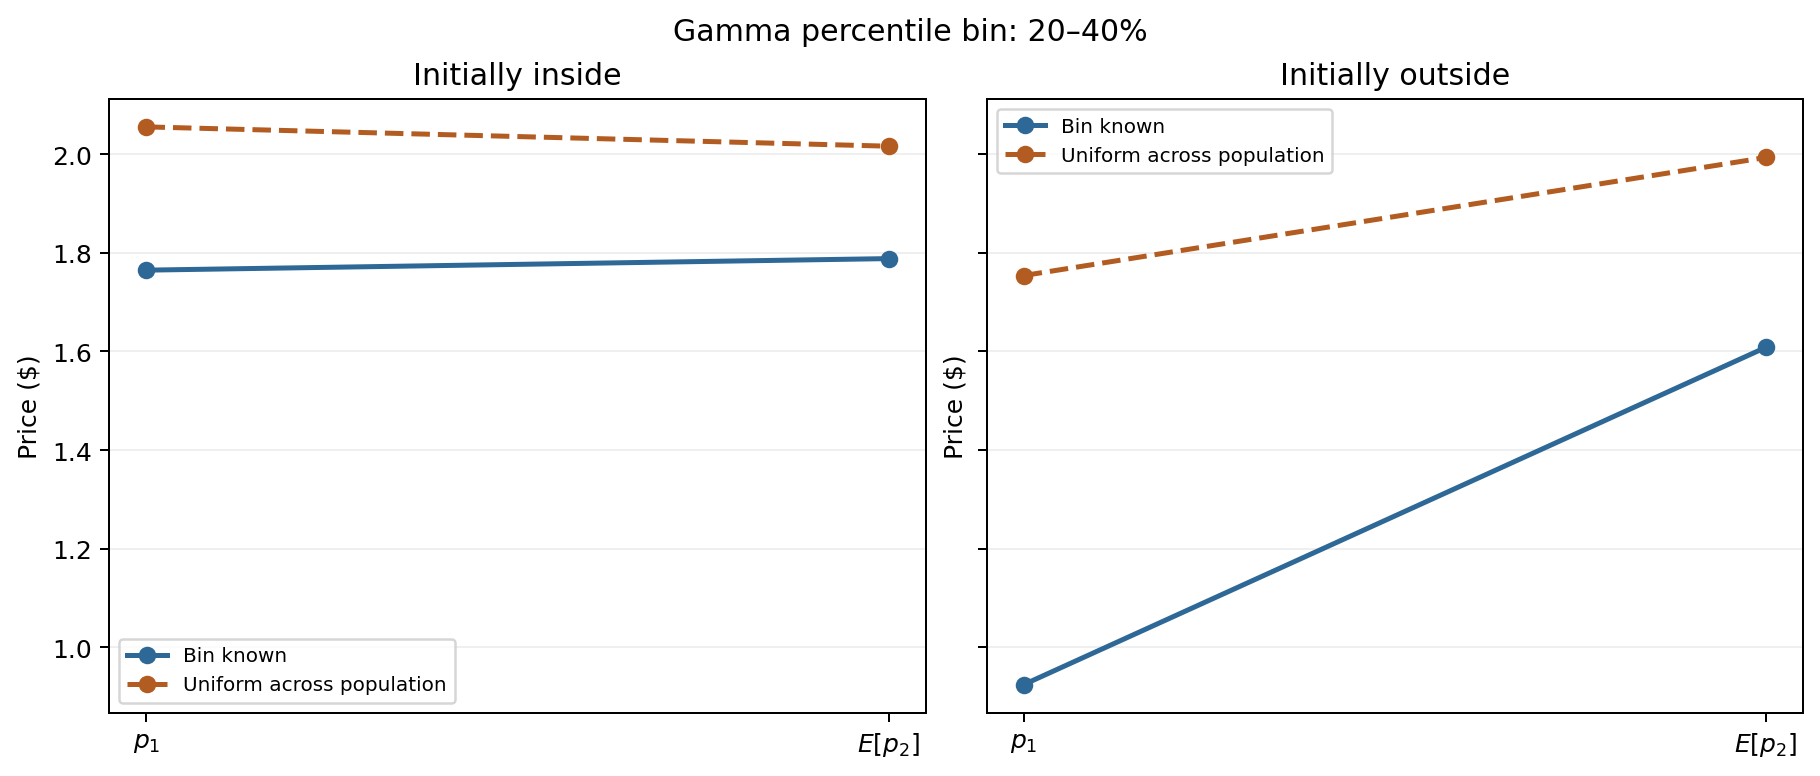 Gamma percentile bin: 20–40%
Initially inside
Price ($)
2.0
1.8
1.6
1.4
1.2
1.0
Bin known
Uniform across population
p₁
E[p₂]
Initially outside
Price ($)
Bin known
Uniform across population
p₁
E[p₂]